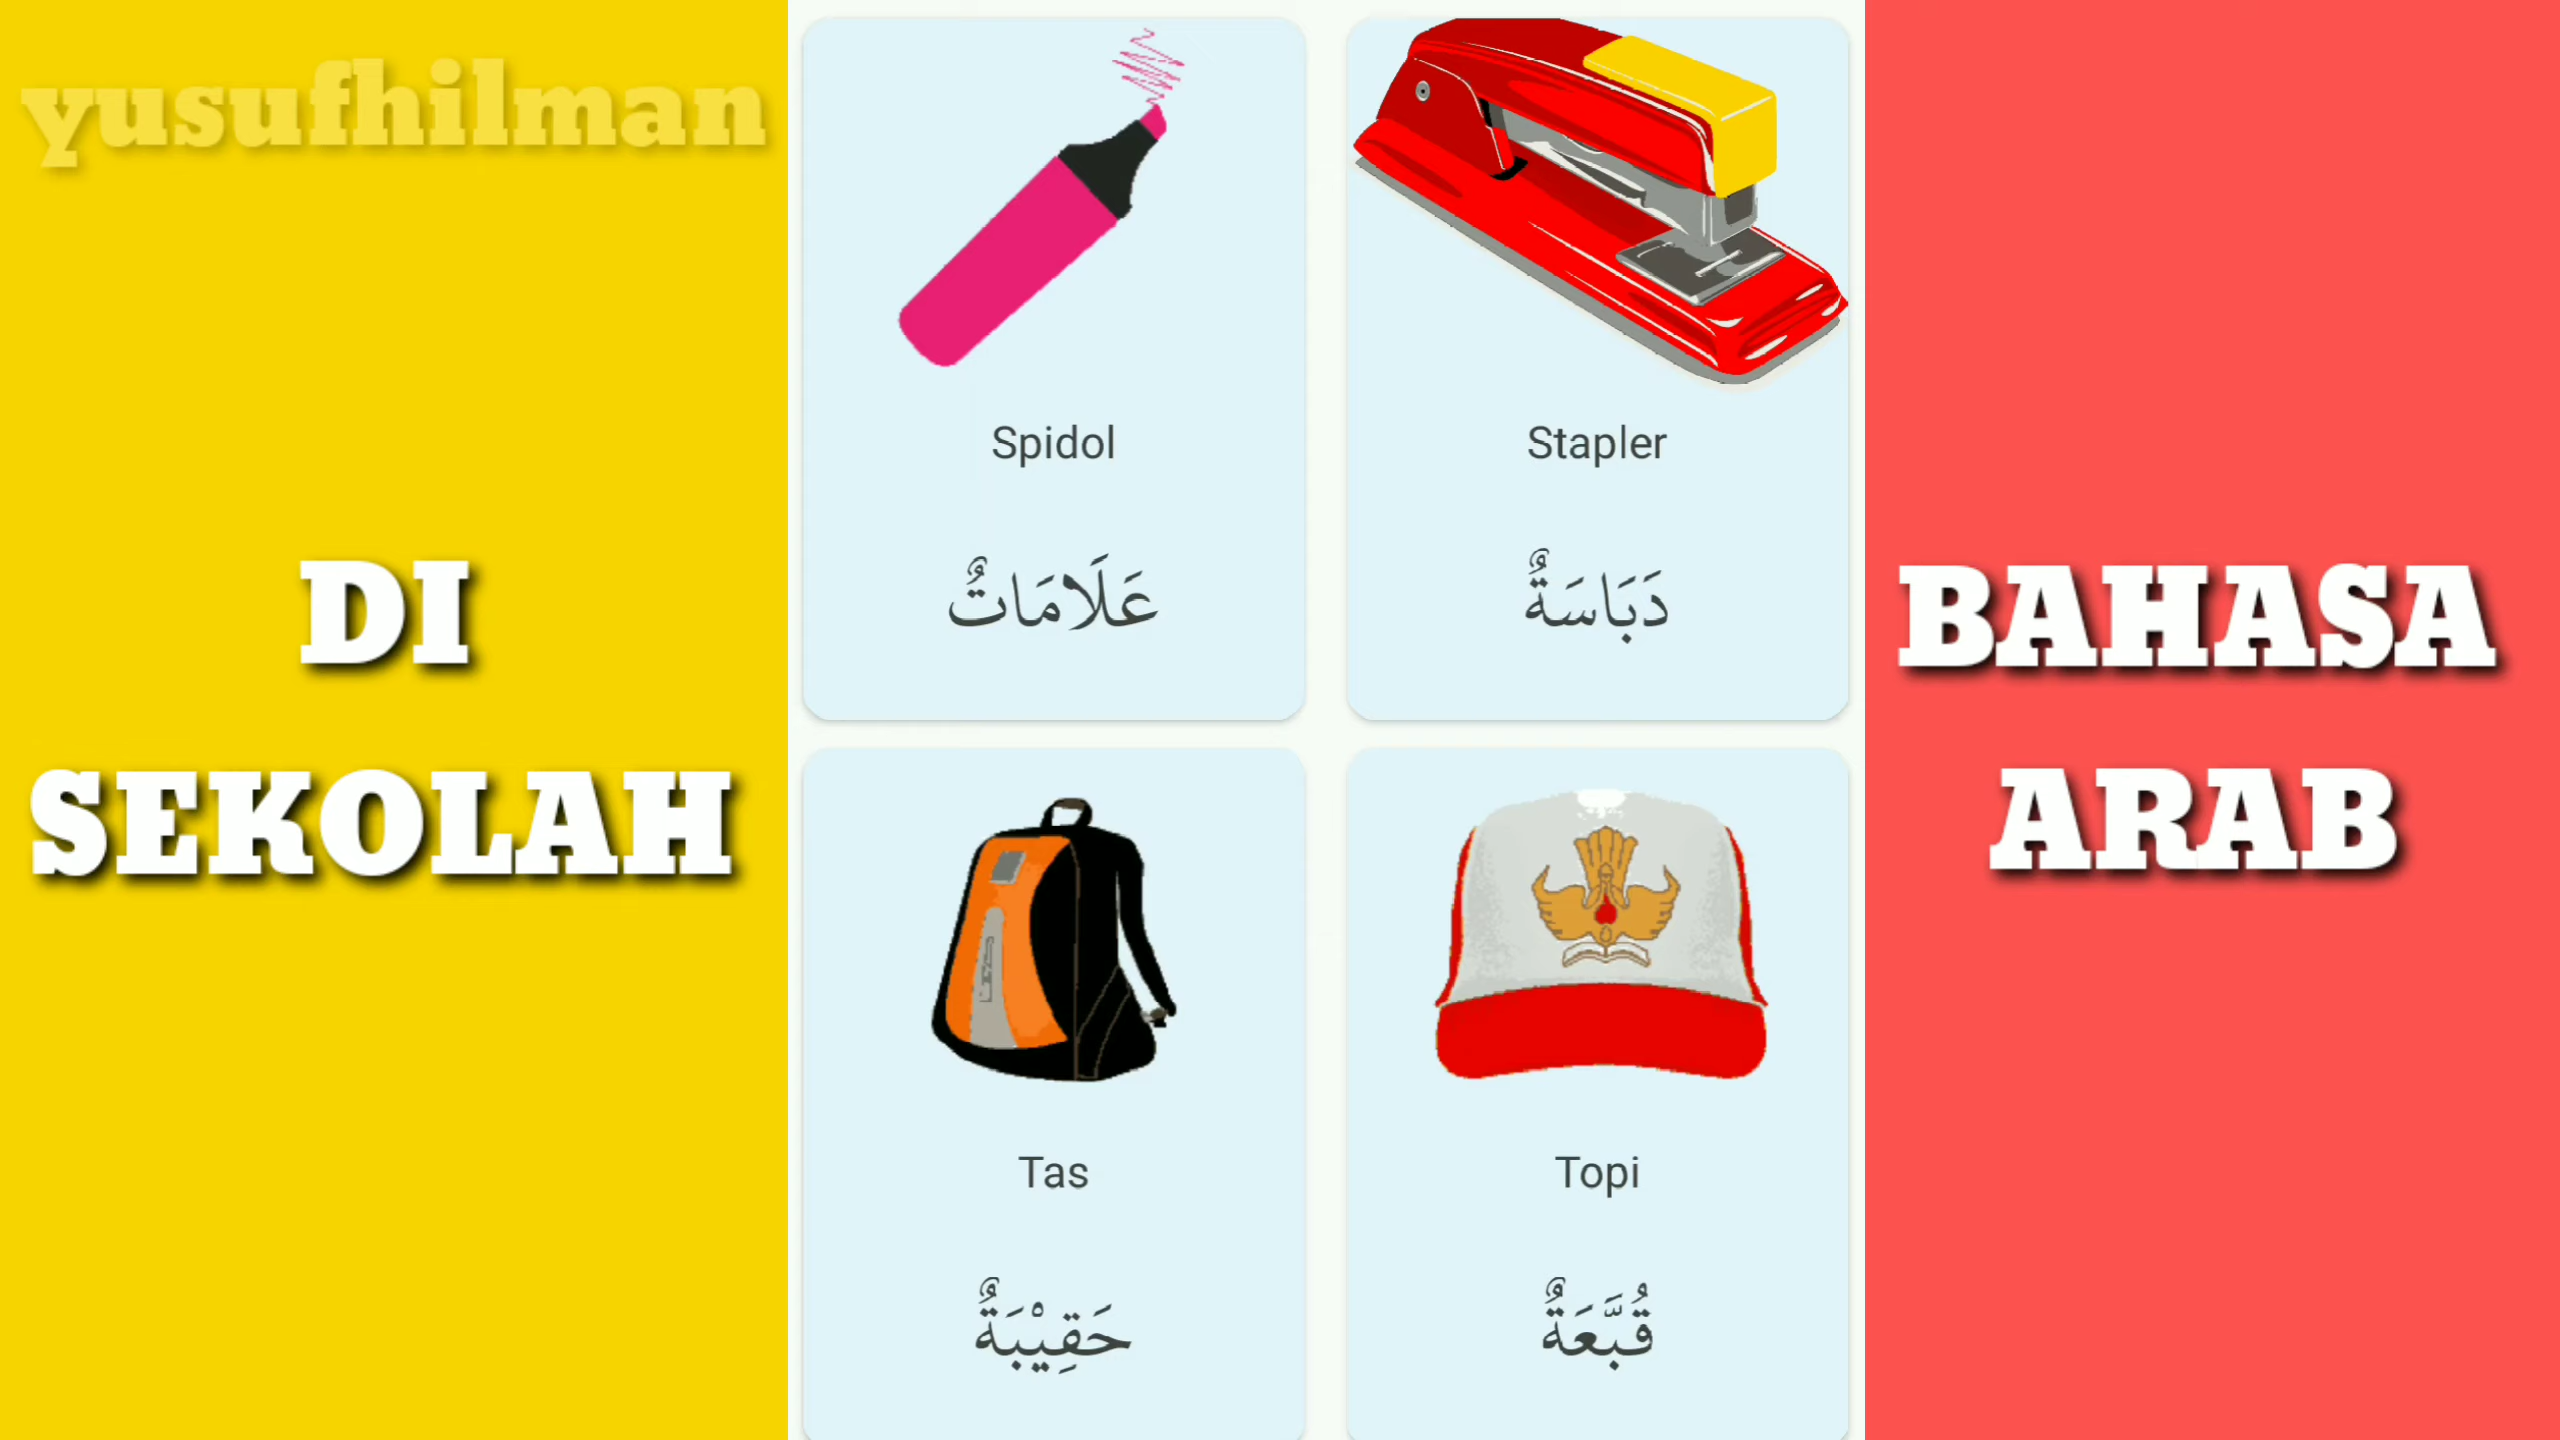 yusufhilman
DI
SEKOLAH
Spidol
عَلَامَاتٌ
Stapler
دَبَاسَةٌ
Tas
حَقِيْبَةٌ
Topi
قُبَّعَةٌ
BAHASA
ARAB